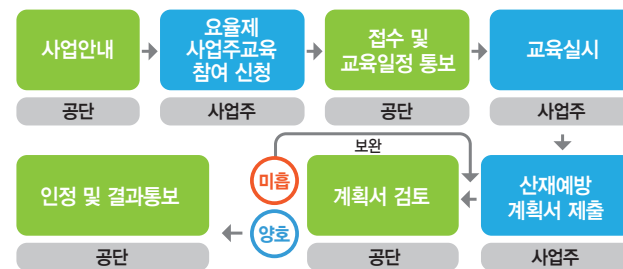 사업안내
요율제
사업주교육
참여 신청
접수 및
교육일정 통보
교육실시
공단
사업주
공단
사업주
보완
인정 및 결과통보
미흡
양호
계획서 검토
산재예방
계획서 제출
공단
공단
사업주